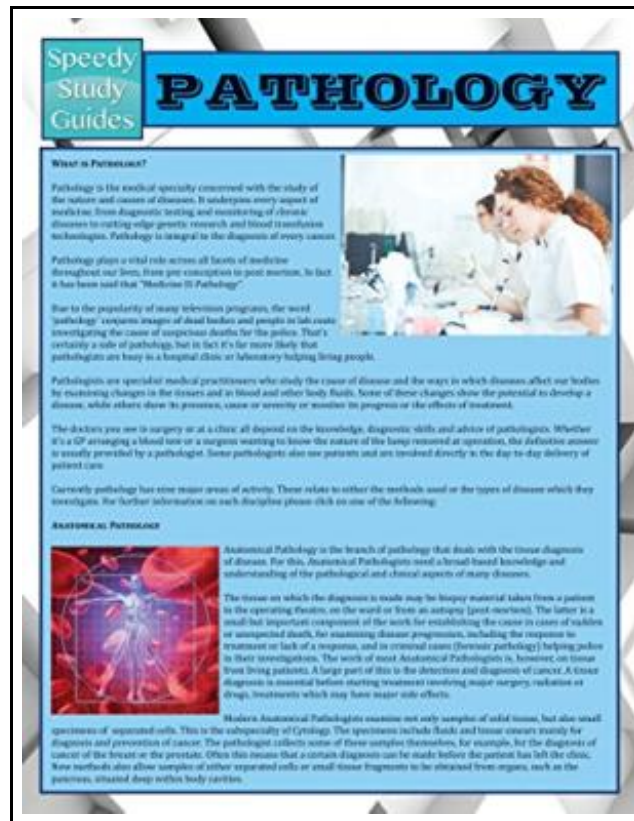 Speedy
Study
Guides
PATHOLOGY
WHAT IS PATHOLOGY?
Pathology is the medical specialty concerned with the study of
the nature and causes of diseases. It underpins every aspect of
medicine, from diagnostic testing and monitoring of chronic
diseases to cutting-edge genetic research and blood transfusion
technologies. Pathology is integral to the diagnosis of every cancer.
Pathology plays a vital role across all facets of medicine
throughout our lives, from pre-conception to post mortem. In fact
it has been said that "Medicine IS Pathology".
Due to the popularity of many television programs, the word
'pathology' conjures images of dead bodies and people in lab coats
investigating the cause of suspicious deaths for the police. That's
certainly a side of pathology, but in fact it's far more likely that
pathologists are busy in a hospital clinic or laboratory helping living people.
Pathologists are specialist medical practitioners who study the cause of disease and the ways in which diseases affect our bodies
by examining changes in the tissues and in blood and other body fluids. Some of these changes show the potential to develop a
disease, while others show its presence, cause or severity or monitor its progress or the effects of treatment.
The doctors you see in surgery or at a clinic all depend on the knowledge, diagnostic skills and advice of pathologists. Whether
it's a GP arranging a blood test or a surgeon wanting to know the nature of the lump removed at operation, the definitive answer
is usually provided by a pathologist. Some pathologists also see patients and are involved directly in the day-to-day delivery of
patient care.
Currently pathology has nine major areas of activity. These relate to either the methods used or the types of disease which they
investigate. For further information on each discipline please click on one of the following:
ANATOMICAL PATHOLOGY
Anatomical Pathology is the branch of pathology that deals with the tissue diagnosis
of disease. For this, Anatomical Pathologists need a broad-based knowledge and
understanding of the pathological and clinical aspects of many diseases.
The tissue on which the diagnosis is made may be biopsy material taken from a patient
in the operating theatre, on the ward or from an autopsy (post-mortem). The latter is a
small but important component of the work for establishing the cause in cases of sudden
or unexpected death, for examining disease progression, including the response to
treatment or lack of a response, and in criminal cases (forensic pathology) helping police
in their investigations. The work of most Anatomical Pathologists is, however, on tissue
from living patients. A large part of this is the detection and diagnosis of cancer. A tissue
diagnosis is essential before starting treatment involving major surgery, radiation or
drugs, treatments which may have major side effects.
Modern Anatomical Pathologists examine not only samples of solid tissue, but also small
specimens of separated cells. This is the subspecialty of Cytology. The specimens include fluids and tissue smears mainly for
diagnosis and prevention of cancer. The pathologist collects some of these samples themselves, for example, for the diagnosis of
cancer of the breast or the prostate. Often this means that a certain diagnosis can be made before the patient has left the clinic.
New methods also allow samples of either separated cells or small tissue fragments to be obtained from organs, such as the
pancreas, situated deep within body cavities.